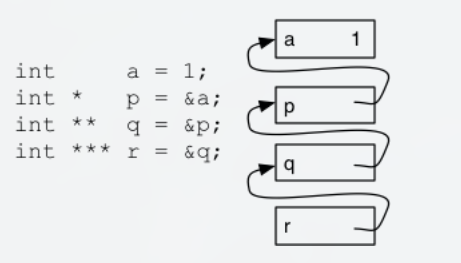 int      a = 1;
int *    p = &a;
int **   q = &p;
int ***  r = &q;
a 1
p
q
r